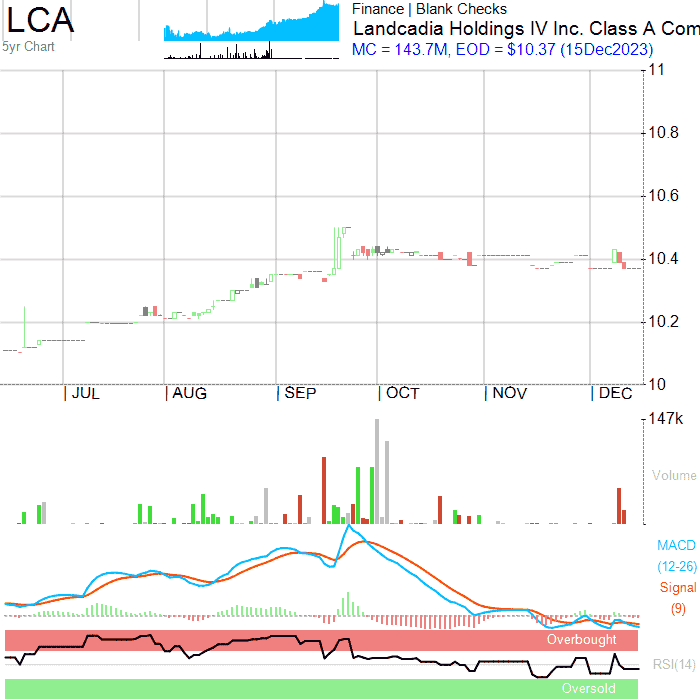 LCA
5yr Chart
Finance | Blank Checks
Landcadia Holdings IV Inc. Class A Com
MC = 143.7M, EOD = $10.37 (15Dec2023)
11
10.8
10.6
10.4
10.2
10
JUL AUG SEP OCT NOV DEC
147k
Volume
MACD
(12-26)
Signal
(9)
Overbought
RSI(14)
Oversold